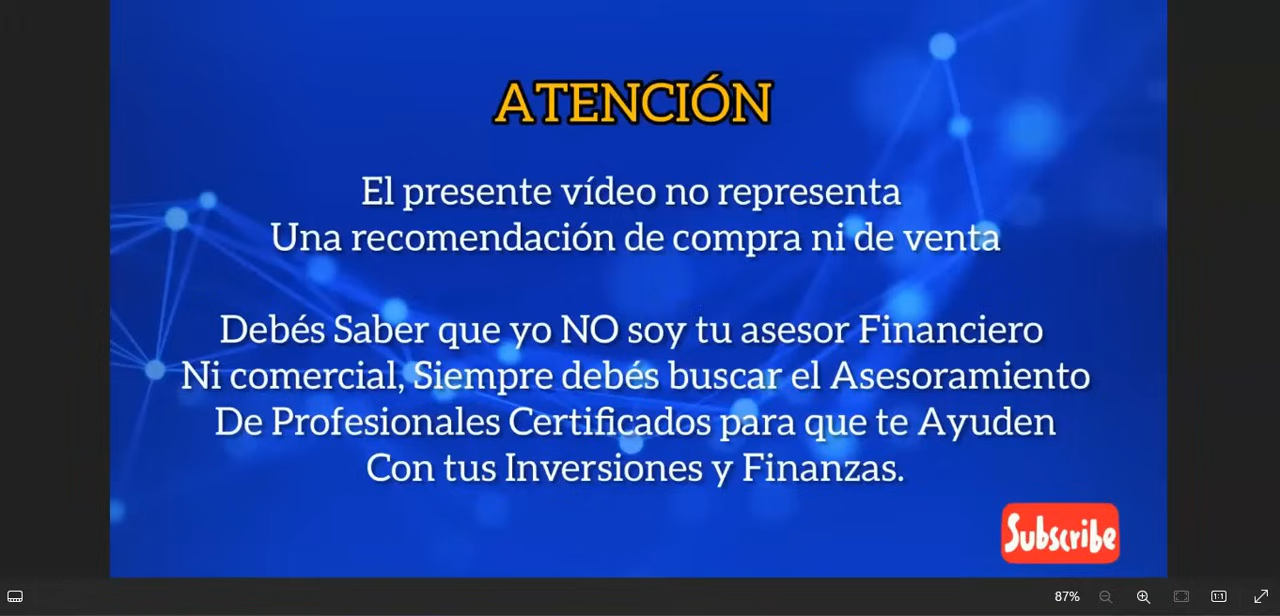 ATENCIÓN
El presente vídeo no representa
Una recomendación de compra ni de venta
Debés Saber que yo NO soy tu asesor Financiero
Ni comercial, Siempre debés buscar el Asesoramiento
De Profesionales Certificados para que te Ayuden
Con tus Inversiones y Finanzas.
Subscribe
87%
1:1